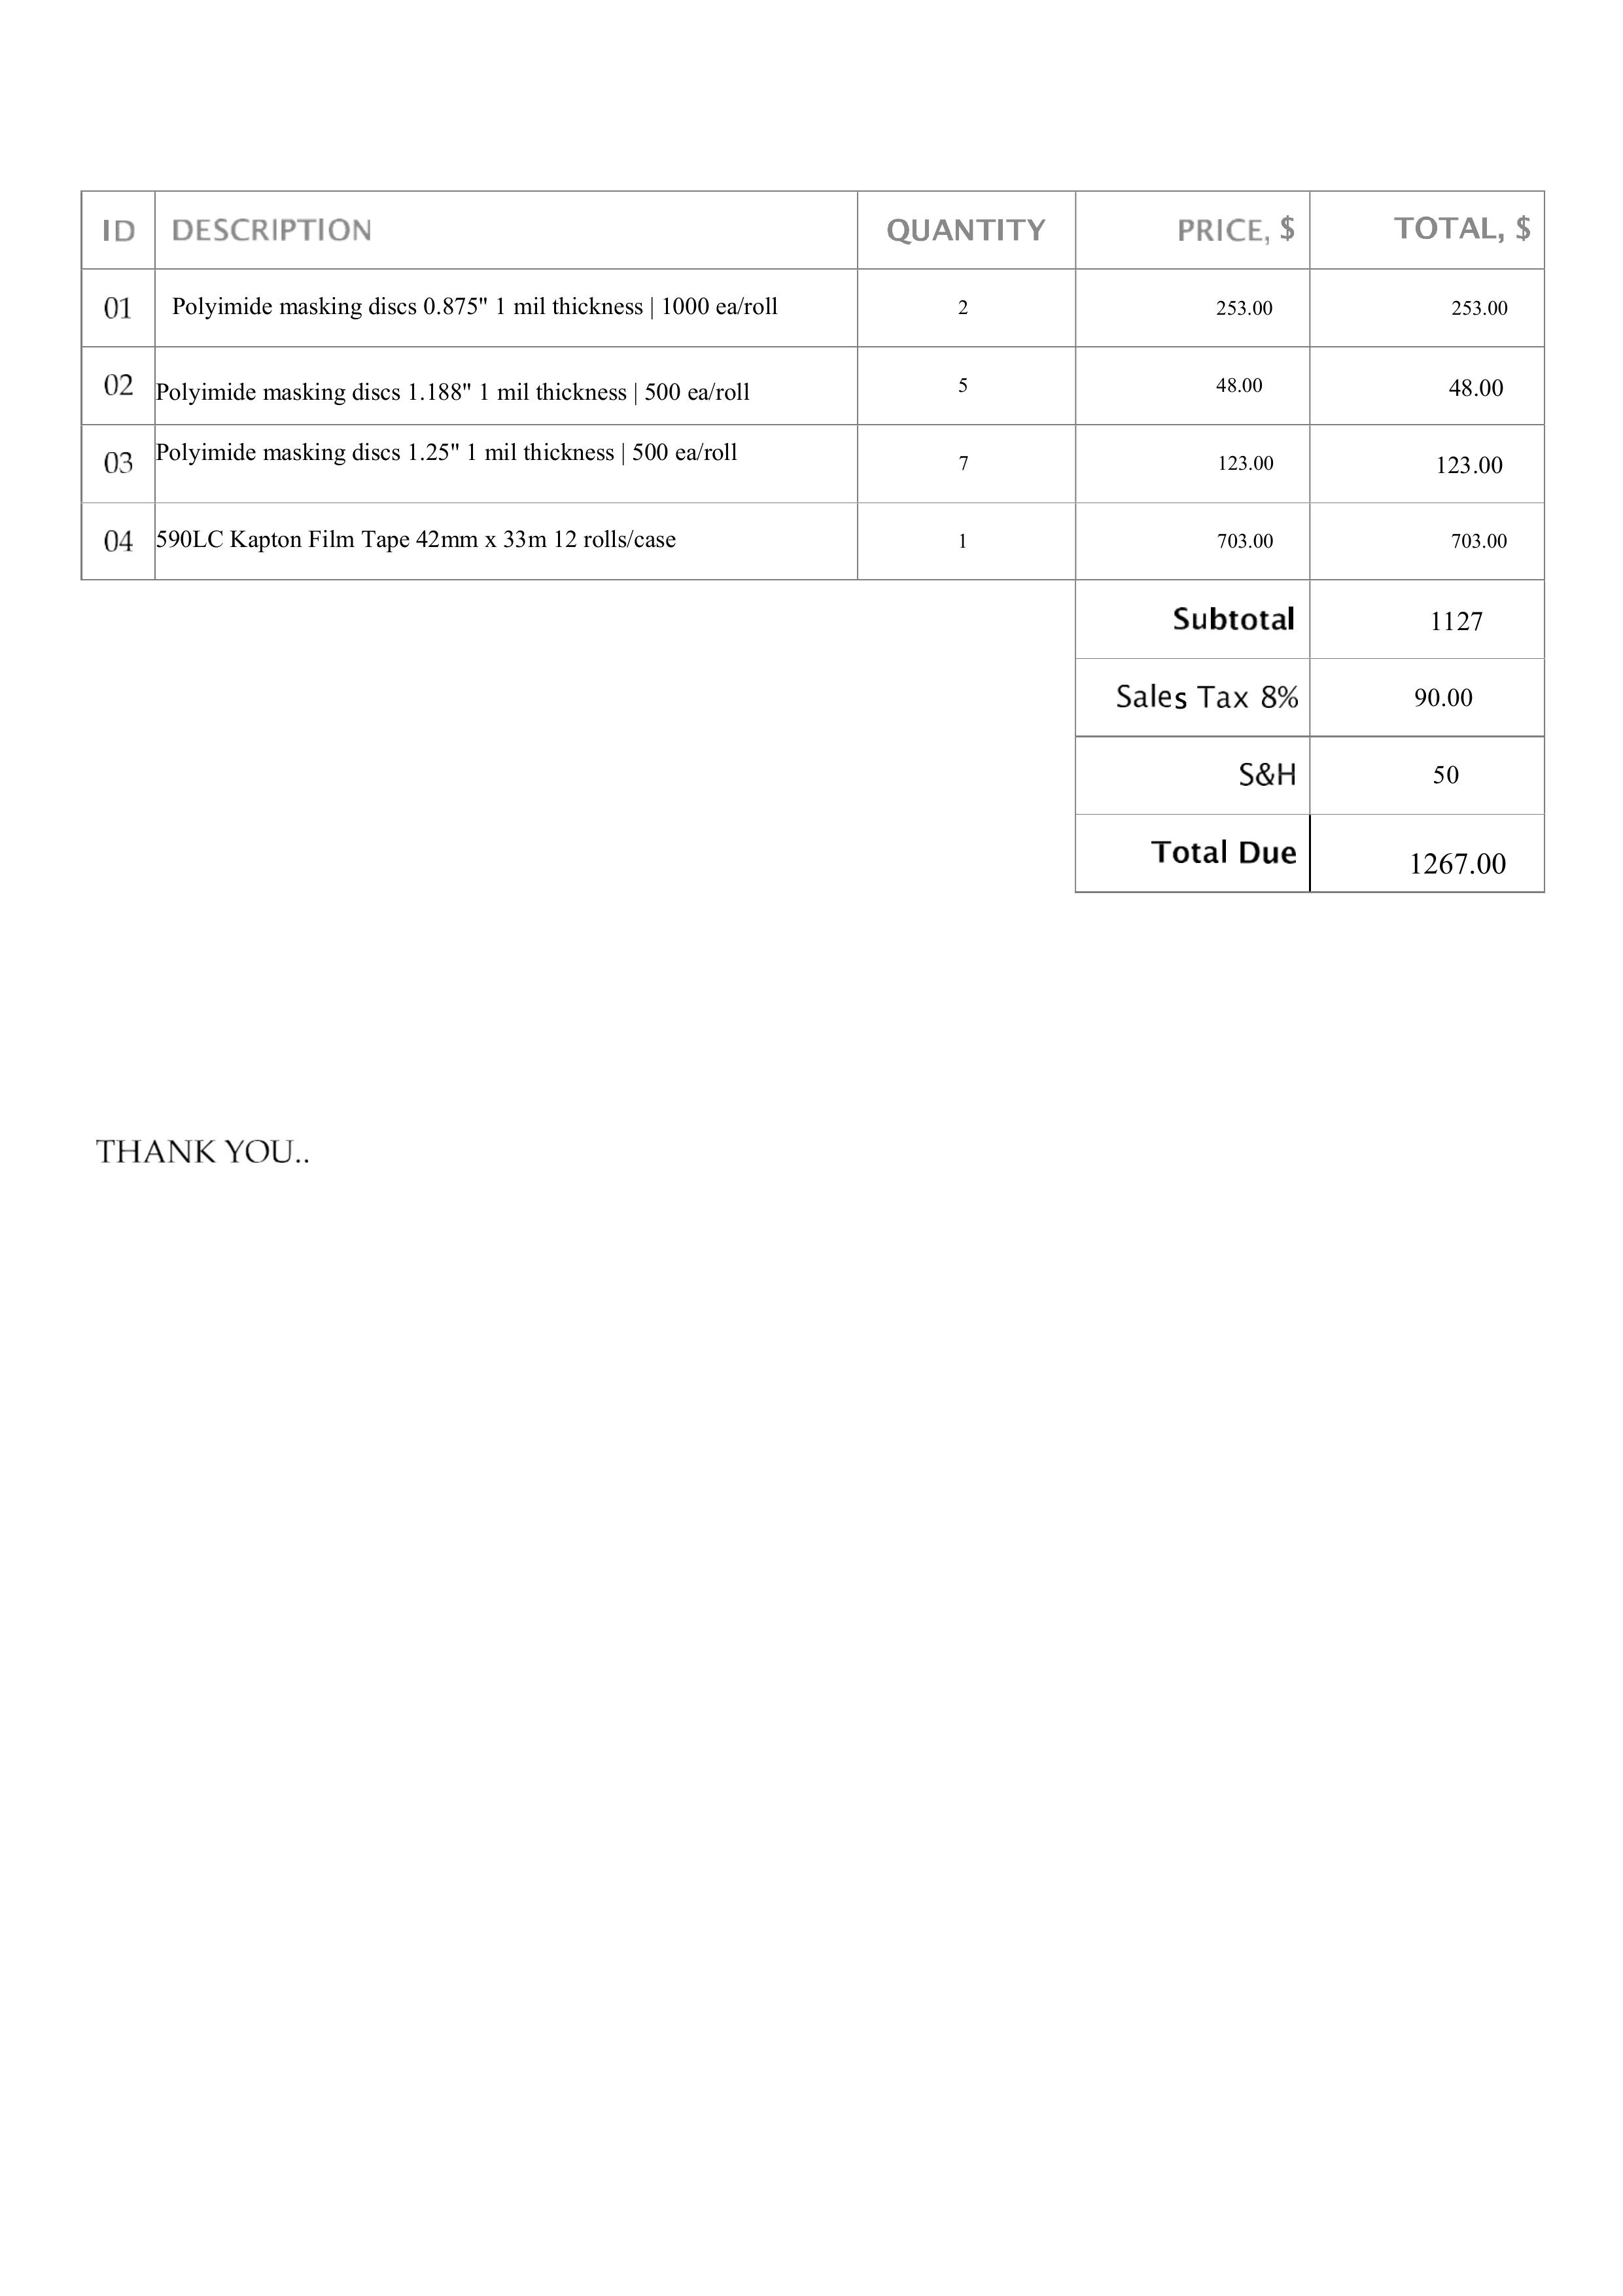 ID DESCRIPTION QUANTITY PRICE, $ TOTAL, $
01 Polyimide masking discs 0.875" 1 mil thickness | 1000 ea/roll 2 253.00 253.00
02 Polyimide masking discs 1.188" 1 mil thickness | 500 ea/roll 5 48.00 48.00
03 Polyimide masking discs 1.25" 1 mil thickness | 500 ea/roll 7 123.00 123.00
04 590LC Kapton Film Tape 42mm x 33m 12 rolls/case 1 703.00 703.00
Subtotal 1127
Sales Tax 8% 90.00
S&H 50
Total Due 1267.00
THANK YOU..